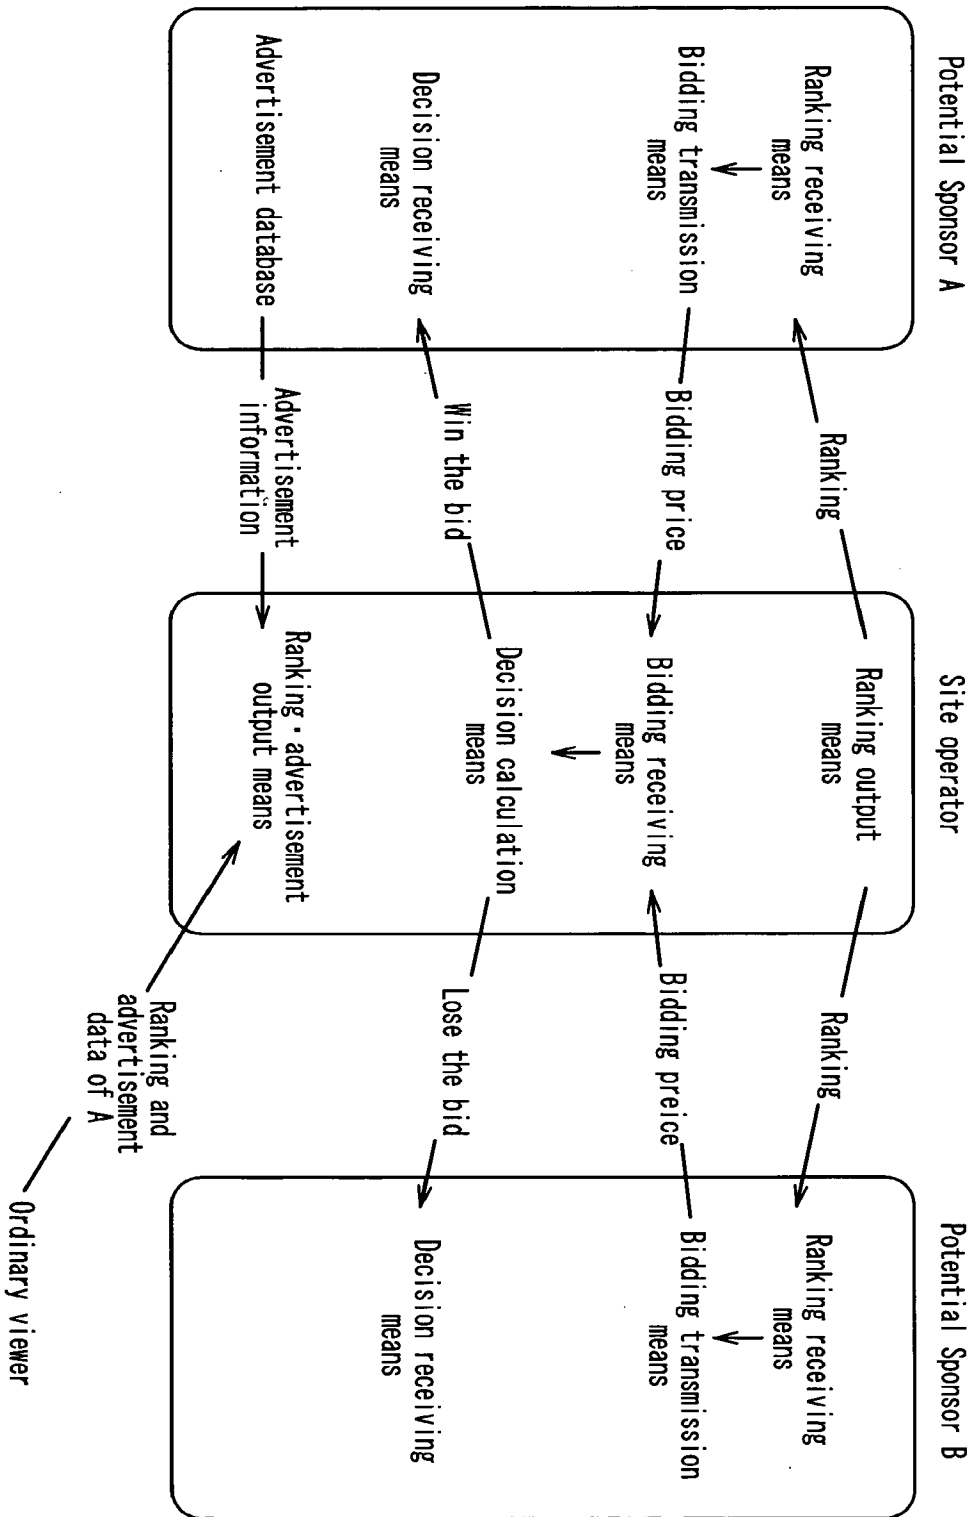 Potential Sponsor A
Site operator
Potential Sponsor B
Ranking receiving
means
Ranking
Ranking output
means
Ranking
Ranking receiving
means
Bidding transmission
means
Bidding price
Bidding receiving
means
Bidding preice
Bidding transmission
means
Decision receiving
means
Win the bid
Decision calculation
means
Lose the bid
Decision receiving
means
Advertisement database
Advertisement
information
Ranking・advertisement
output means
Ranking and
advertisement
data of A
Ordinary viewer